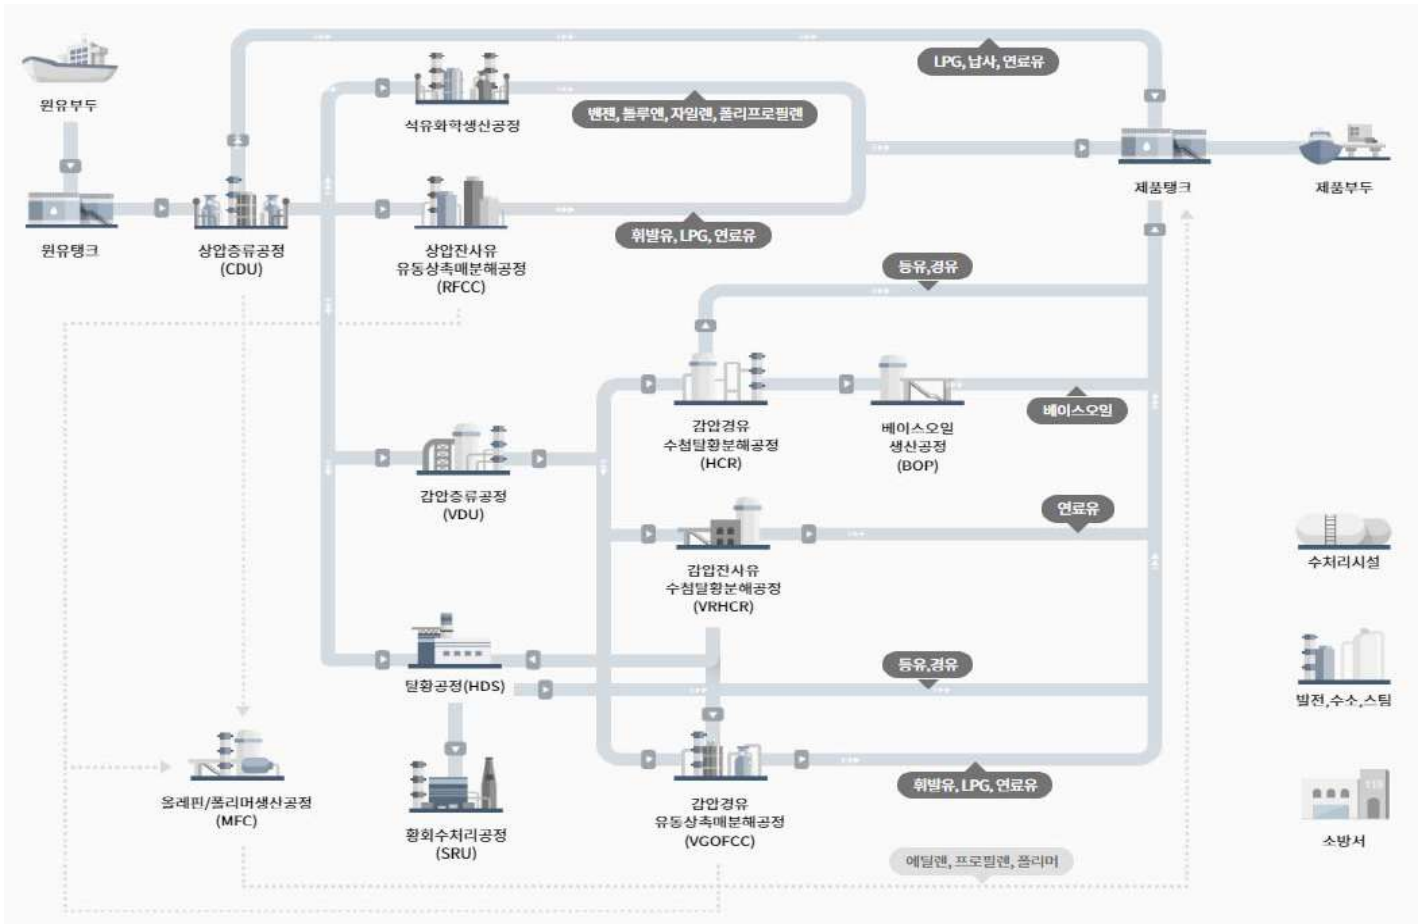 LPG, 납사, 연료유
원유부두
석유화학생산공정
벤젠, 톨루엔, 자일렌, 폴리프로필렌
제품탱크
제품부두
원유탱크
상압증류공정
(CDU)
상압잔사유
유동상촉매분해공정
(RFCC)
휘발유, LPG, 연료유
등유,경유
감압경유
수첨탈황분해공정
(HCR)
베이스오일
생산공정
(BOP)
베이스오일
감압증류공정
(VDU)
연료유
감압잔사유
수첨탈황분해공정
(VRHCR)
수처리시설
탈황공정(HDS)
등유,경유
발전,수소,스팀
올레핀/폴리머생산공정
(MFC)
황회수처리공정
(SRU)
감압경유
유동상촉매분해공정
(VGOFCC)
휘발유, LPG, 연료유
119
소방서
에틸렌, 프로필렌, 폴리머